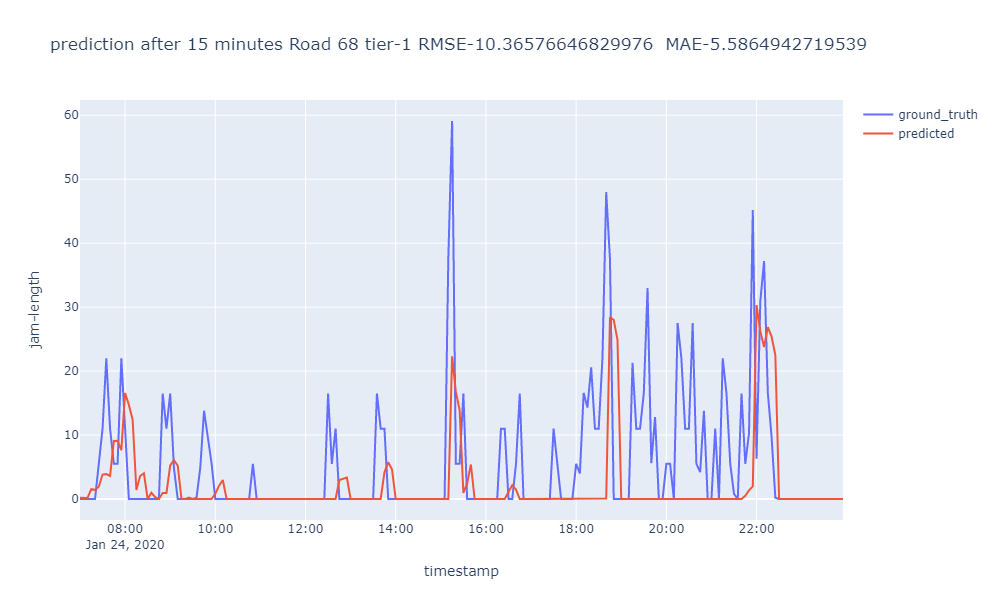 prediction after 15 minutes Road 68 tier-1 RMSE-10.36576646829976  MAE-5.5864942719539
ground_truth
predicted
60
50
40
30
20
10
0
jam-length
08:00 10:00 12:00 14:00 16:00 18:00 20:00 22:00
Jan 24, 2020
timestamp